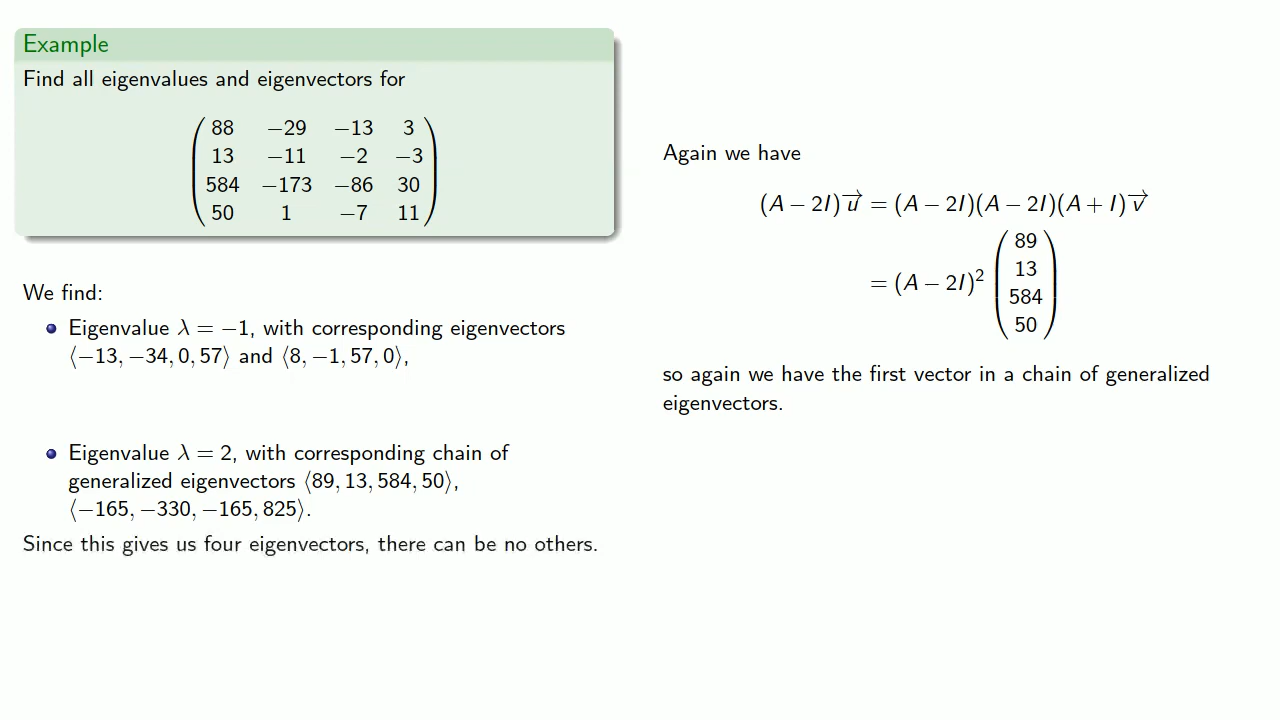 Example
Find all eigenvalues and eigenvectors for
88 −29 −13 3
13 −11 −2 −3
584 −173 −86 30
50 1 −7 11
We find:
Eigenvalue λ = −1, with corresponding eigenvectors
⟨−13, −34, 0, 57⟩ and ⟨8, −1, 57, 0⟩,
Eigenvalue λ = 2, with corresponding chain of
generalized eigenvectors ⟨89, 13, 584, 50⟩,
⟨−165, −330, −165, 825⟩.
Since this gives us four eigenvectors, there can be no others.
Again we have
(A − 2I)u⃗ = (A − 2I)(A − 2I)(A + I)v⃗
= (A − 2I)²
89
13
584
50
so again we have the first vector in a chain of generalized
eigenvectors.